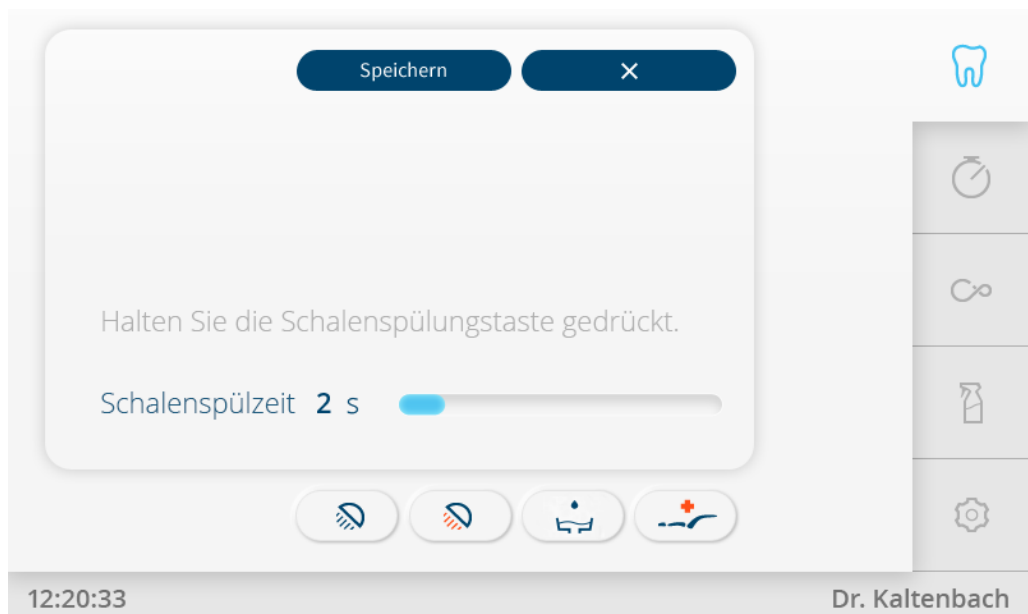 Speichern
Halten Sie die Schalenspülungstaste gedrückt.
Schalenspülzeit 2 s
12:20:33
Dr. Kaltenbach